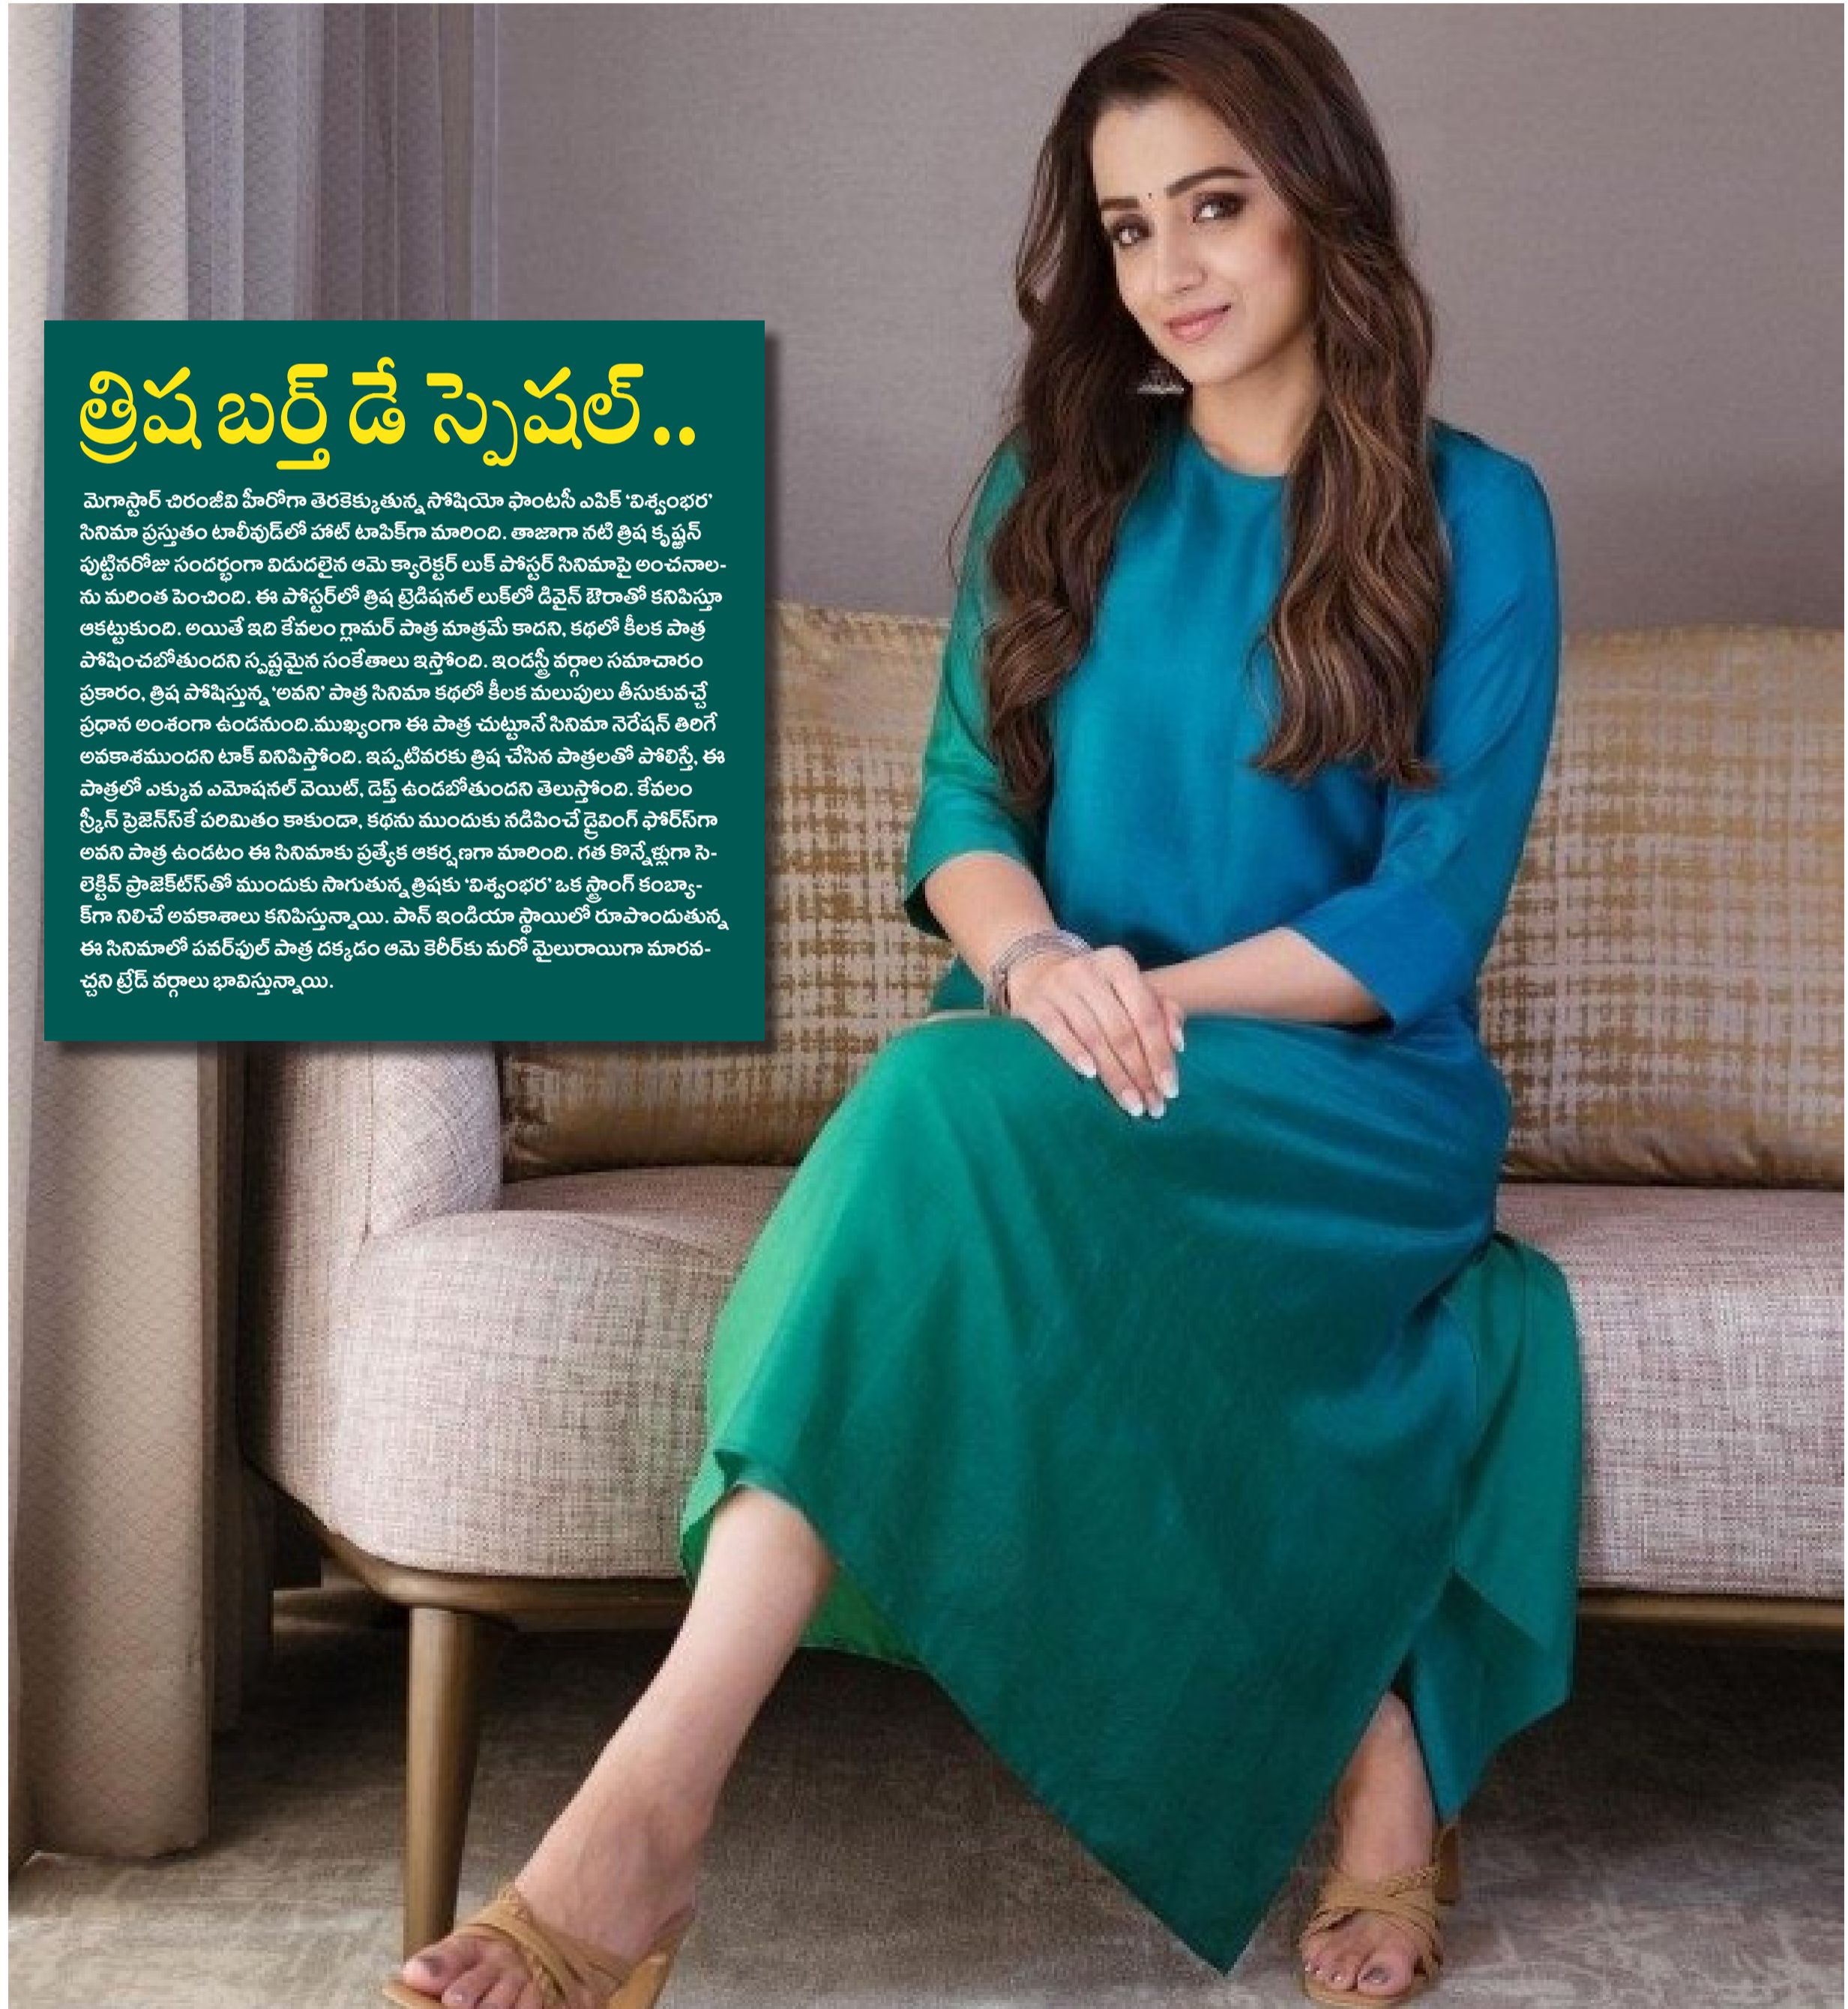 త్రిష బర్త్ డే స్పెషల్..
మెగాస్టార్ చిరంజీవి హీరోగా తెరకెక్కుతున్న సోషియో ఫాంటసీ ఎపిక్ ‘విశ్వంభర’
సినిమా ప్రస్తుతం టాలీవుడ్‌లో హాట్ టాపిక్‌గా మారింది. తాజాగా నటి త్రిష కృష్ణన్
పుట్టినరోజు సందర్భంగా విడుదలైన ఆమె క్యారెక్టర్ లుక్ పోస్టర్ సినిమాపై అంచనాల-
ను మరింత పెంచింది. ఈ పోస్టర్‌లో త్రిష ట్రెడిషనల్ లుక్‌లో డివైన్ ఔరాతో కనిపిస్తూ
ఆకట్టుకుంది. అయితే ఇది కేవలం గ్లామర్ పాత్ర మాత్రమే కాదని, కథలో కీలక పాత్ర
పోషించబోతుందని స్పష్టమైన సంకేతాలు ఇస్తోంది. ఇండస్ట్రీ వర్గాల సమాచారం
ప్రకారం, త్రిష పోషిస్తున్న ‘అవని’ పాత్ర సినిమా కథలో కీలక మలుపులు తీసుకువచ్చే
ప్రధాన అంశంగా ఉండనుంది.ముఖ్యంగా ఈ పాత్ర చుట్టూనే సినిమా నెరేషన్ తిరిగే
అవకాశముందని టాక్ వినిపిస్తోంది. ఇప్పటివరకు త్రిష చేసిన పాత్రలతో పోలిస్తే, ఈ
పాత్రలో ఎక్కువ ఎమోషనల్ వెయిట్, డెప్త్ ఉండబోతుందని తెలుస్తోంది. కేవలం
స్క్రీన్ ప్రెజెన్స్‌కే పరిమితం కాకుండా, కథను ముందుకు నడిపించే డ్రైవింగ్ ఫోర్స్‌గా
అవని పాత్ర ఉండటం ఈ సినిమాకు ప్రత్యేక ఆకర్షణగా మారింది. గత కొన్నేళ్లుగా సె-
లెక్టివ్ ప్రాజెక్ట్స్‌తో ముందుకు సాగుతున్న త్రిషకు ‘విశ్వంభర’ ఒక స్ట్రాంగ్ కంబ్యా-
క్‌గా నిలిచే అవకాశాలు కనిపిస్తున్నాయి. పాన్ ఇండియా స్థాయిలో రూపొందుతున్న
ఈ సినిమాలో పవర్‌ఫుల్ పాత్ర దక్కడం ఆమె కెరీర్‌కు మరో మైలురాయిగా మారవ-
చ్చని ట్రేడ్ వర్గాలు భావిస్తున్నాయి.